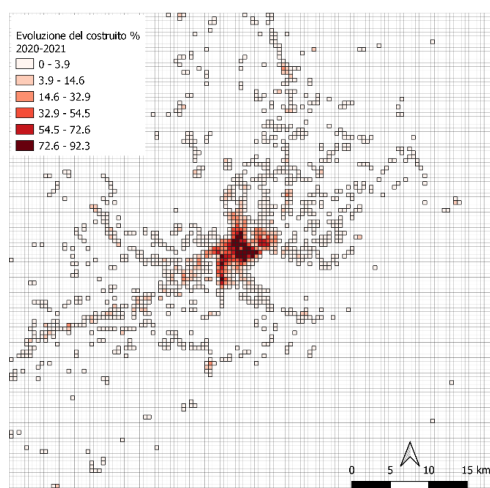 Evoluzione del costruito %
2020-2021
0 - 3.9
3.9 - 14.6
14.6 - 32.9
32.9 - 54.5
54.5 - 72.6
72.6 - 92.3
0 5 10 15 km